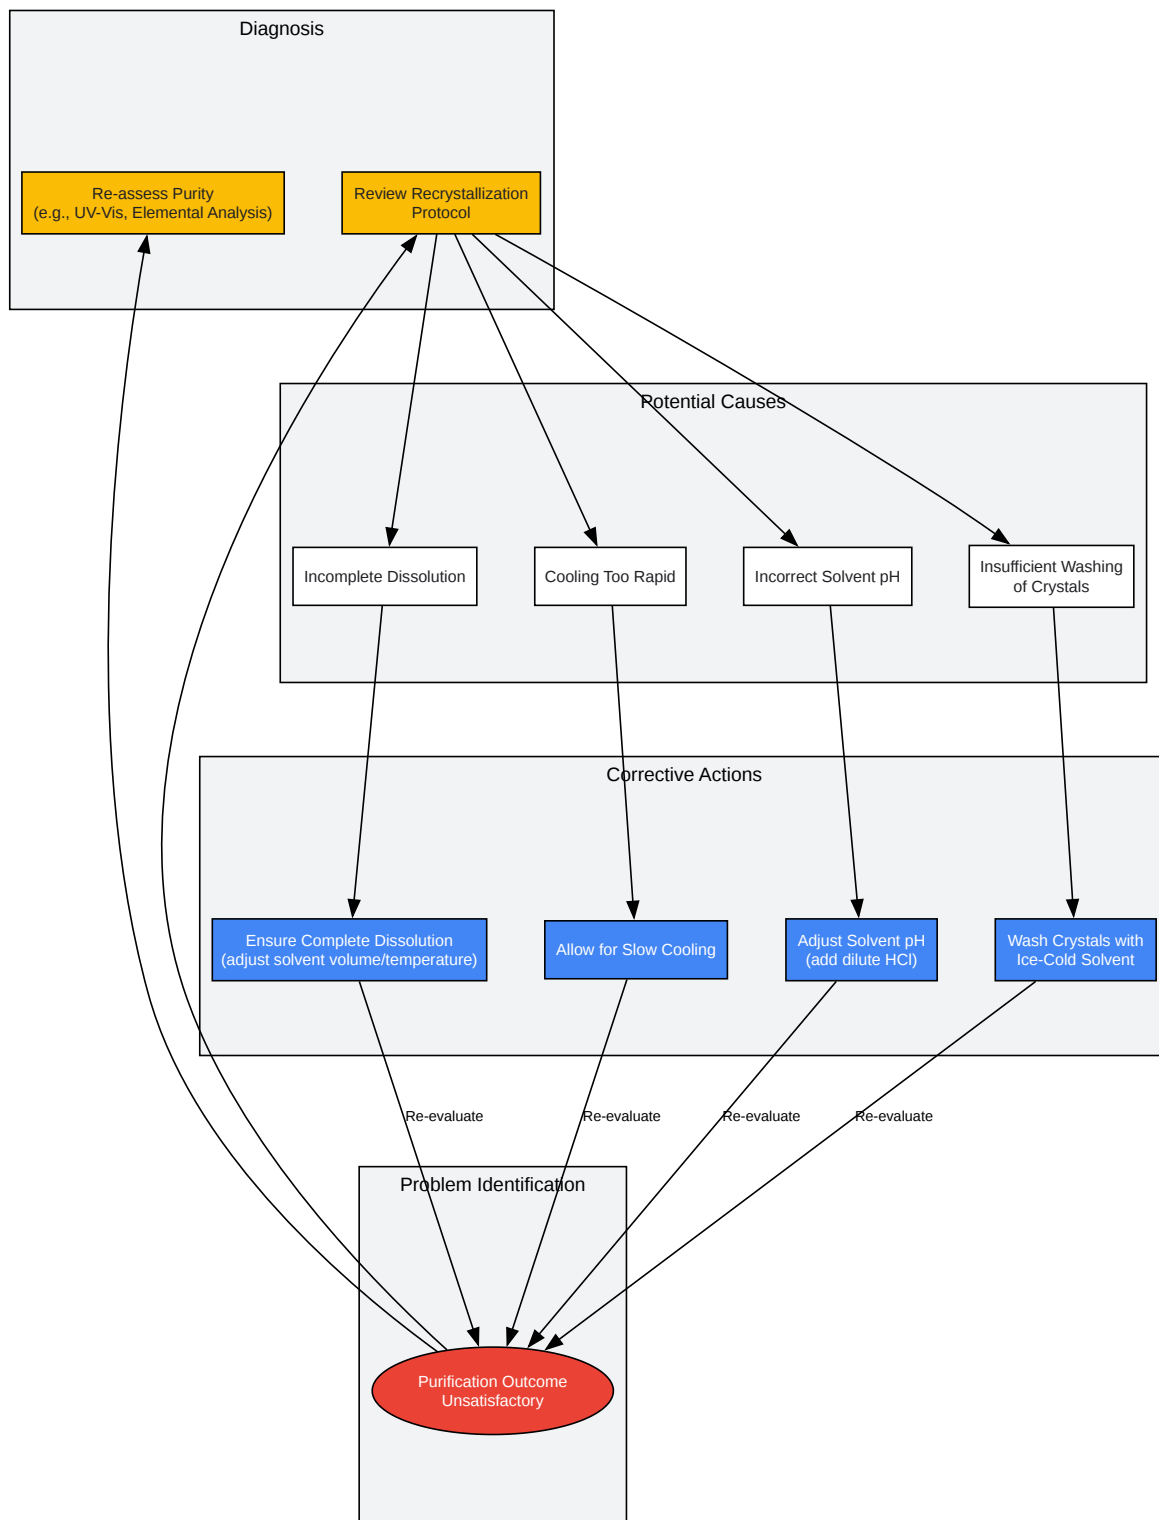 Diagnosis
Re-assess Purity
(e.g., UV-Vis, Elemental Analysis)
Review Recrystallization
Protocol
Potential Causes
Incomplete Dissolution
Cooling Too Rapid
Incorrect Solvent pH
Insufficient Washing
of Crystals
Corrective Actions
Ensure Complete Dissolution
(adjust solvent volume/temperature)
Allow for Slow Cooling
Adjust Solvent pH
(add dilute HCl)
Wash Crystals with
Ice-Cold Solvent
Re-evaluate
Re-evaluate
Re-evaluate
Re-evaluate
Problem Identification
Purification Outcome
Unsatisfactory